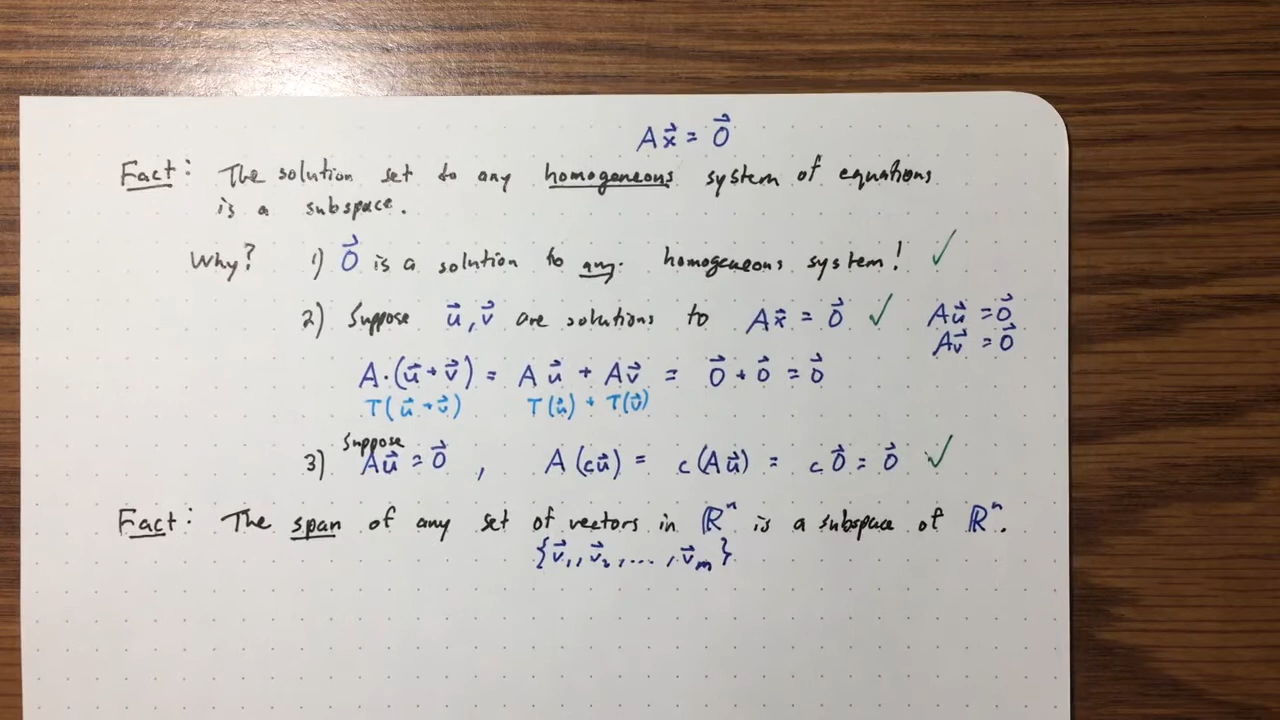 A x⃗ = 0⃗
Fact: The solution set to any homogeneous system of equations
is a subspace.
Why? 1) 0⃗ is a solution to any homogeneous system! ✓
2) Suppose u⃗, v⃗ are solutions to A x⃗ = 0⃗ ✓ A u⃗ = 0⃗
A v⃗ = 0⃗
A·(u⃗ + v⃗) = A u⃗ + A v⃗ = 0⃗ + 0⃗ = 0⃗
T(u⃗ + v⃗) T(u⃗) + T(v⃗)
Suppose
3) A u⃗ = 0⃗ , A(c u⃗) = c(A u⃗) = c 0⃗ = 0⃗ ✓
Fact: The span of any set of vectors in ℝⁿ is a subspace of ℝⁿ.
{v⃗₁, v⃗₂, ..., v⃗ₘ}